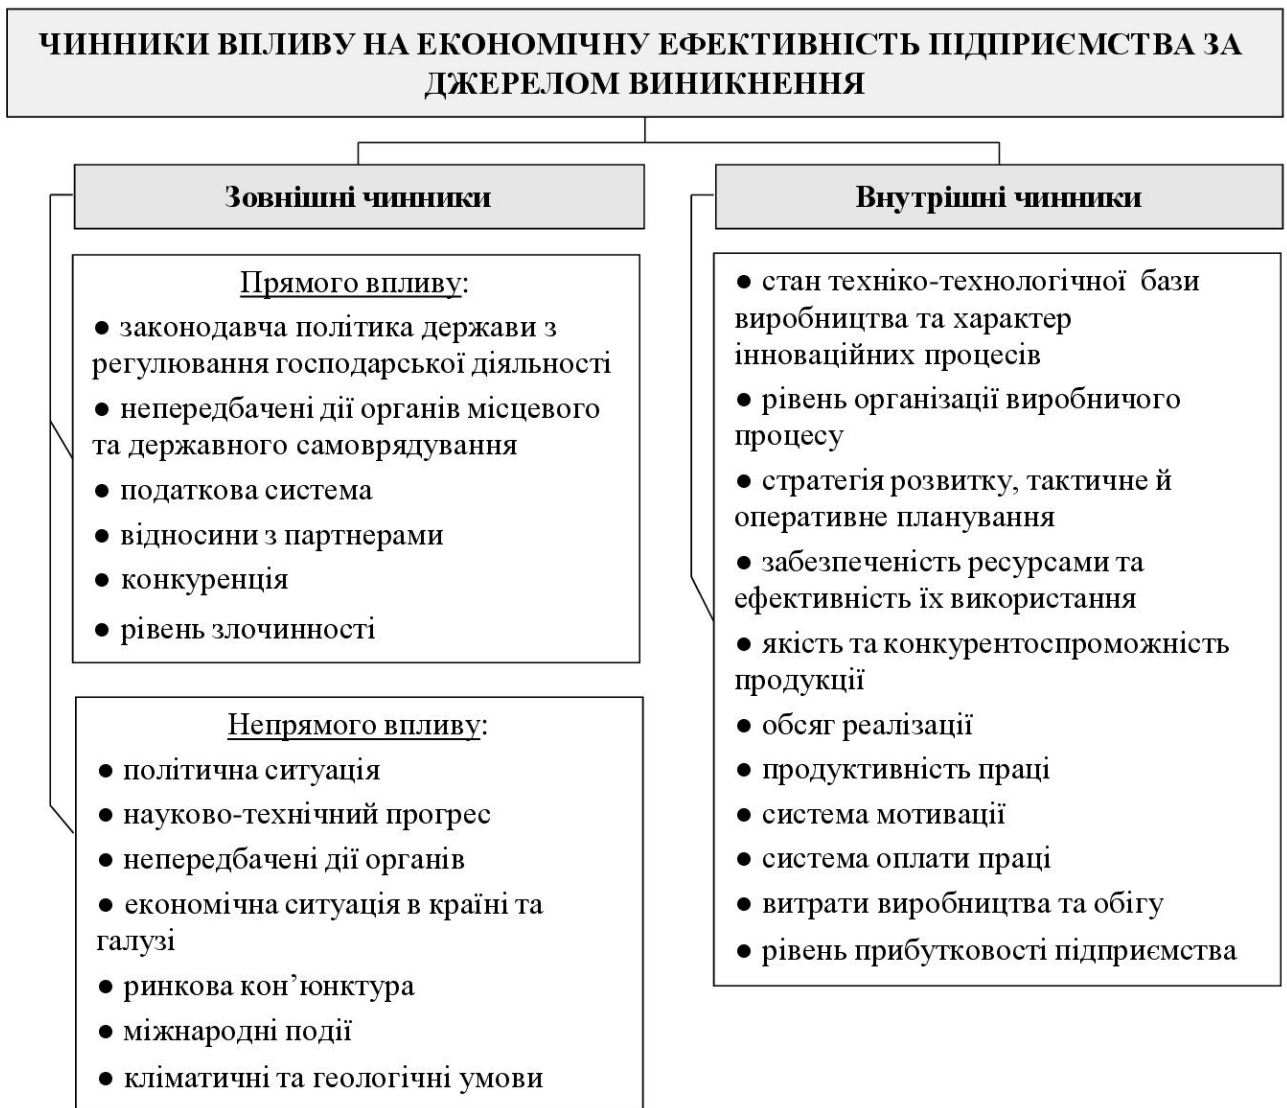 ЧИННИКИ ВПЛИВУ НА ЕКОНОМІЧНУ ЕФЕКТИВНІСТЬ ПІДПРИЄМСТВА ЗА
ДЖЕРЕЛОМ ВИНИКНЕННЯ
Зовнішні чинники
Прямого впливу:
● законодавча політика держави з
регулювання господарської діяльності
● непередбачені дії органів місцевого
та державного самоврядування
● податкова система
● відносини з партнерами
● конкуренція
● рівень злочинності
Непрямого впливу:
● політична ситуація
● науково-технічний прогрес
● непередбачені дії органів
● економічна ситуація в країні та
галузі
● ринкова кон’юнктура
● міжнародні події
● кліматичні та геологічні умови
Внутрішні чинники
● стан техніко-технологічної бази
виробництва та характер
інноваційних процесів
● рівень організації виробничого
процесу
● стратегія розвитку, тактичне й
оперативне планування
● забезпеченість ресурсами та
ефективність їх використання
● якість та конкурентоспроможність
продукції
● обсяг реалізації
● продуктивність праці
● система мотивації
● система оплати праці
● витрати виробництва та обігу
● рівень прибутковості підприємства